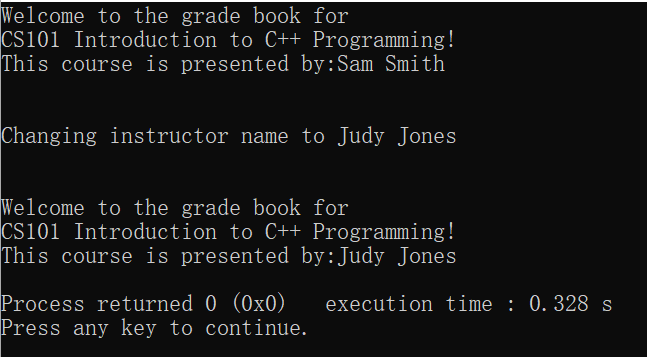 Welcome to the grade book for
CS101 Introduction to C++ Programming!
This course is presented by:Sam Smith
Changing instructor name to Judy Jones
Welcome to the grade book for
CS101 Introduction to C++ Programming!
This course is presented by:Judy Jones
Process returned 0 (0x0)   execution time : 0.328 s
Press any key to continue.